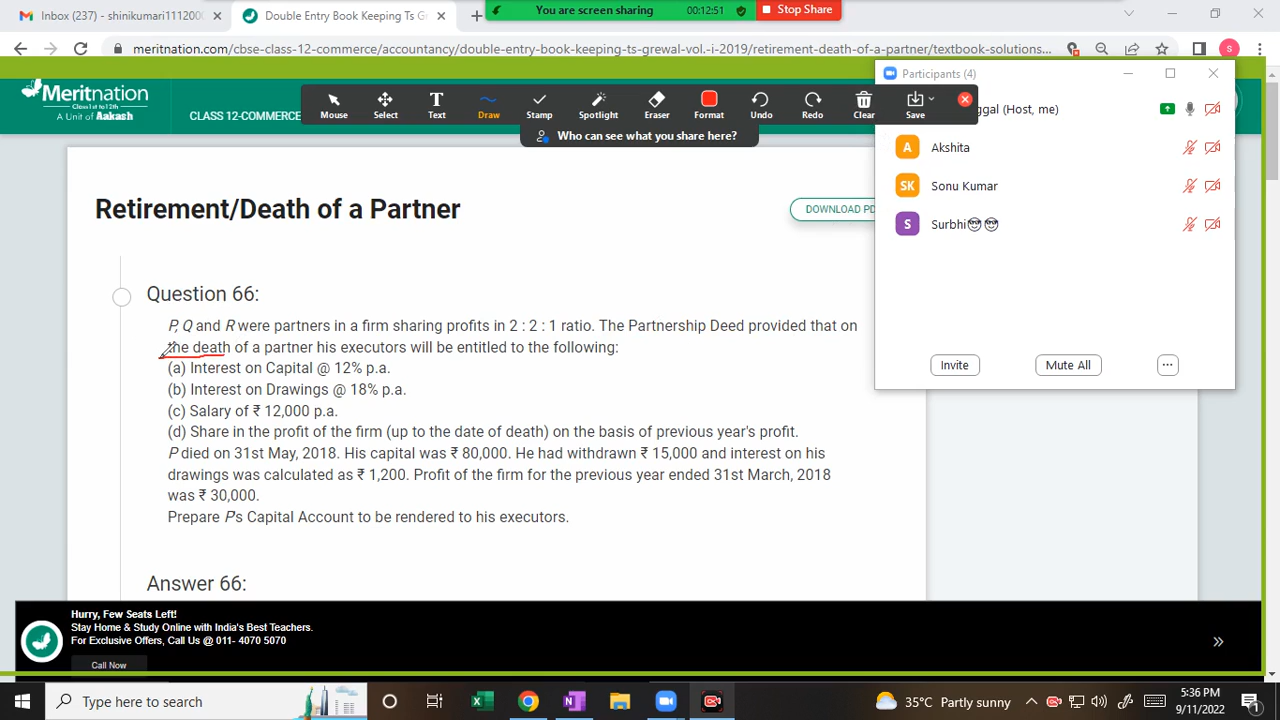 Inbox (237) - shinikumari111200
Double Entry Book Keeping Ts Gr
You are screen sharing
00:12:51
Stop Share
meritnation.com/cbse-class-12-commerce/accountancy/double-entry-book-keeping-ts-grewal-vol.-i-2019/retirement-death-of-a-partner/textbook-solutions...
S
Meritnation
Class 1st to 12th
A Unit of Aakash
CLASS 12-COMMERCE
Mouse
Select
Text
Draw
Stamp
Spotlight
Eraser
Format
Undo
Redo
Clear
Save
Who can see what you share here?
Participants (4)
ggal (Host, me)
A Akshita
SK Sonu Kumar
S Surbhi😎😎
Invite
Mute All
...
Retirement/Death of a Partner
DOWNLOAD PD
Question 66:
P, Q and R were partners in a firm sharing profits in 2 : 2 : 1 ratio. The Partnership Deed provided that on
the death of a partner his executors will be entitled to the following:
(a) Interest on Capital @ 12% p.a.
(b) Interest on Drawings @ 18% p.a.
(c) Salary of ₹ 12,000 p.a.
(d) Share in the profit of the firm (up to the date of death) on the basis of previous year's profit.
P died on 31st May, 2018. His capital was ₹ 80,000. He had withdrawn ₹ 15,000 and interest on his
drawings was calculated as ₹ 1,200. Profit of the firm for the previous year ended 31st March, 2018
was ₹ 30,000.
Prepare P's Capital Account to be rendered to his executors.
Answer 66:
Hurry, Few Seats Left!
Stay Home & Study Online with India's Best Teachers.
For Exclusive Offers, Call Us @ 011- 4070 5070
Call Now
Type here to search
35°C Partly sunny
5:36 PM
9/11/2022